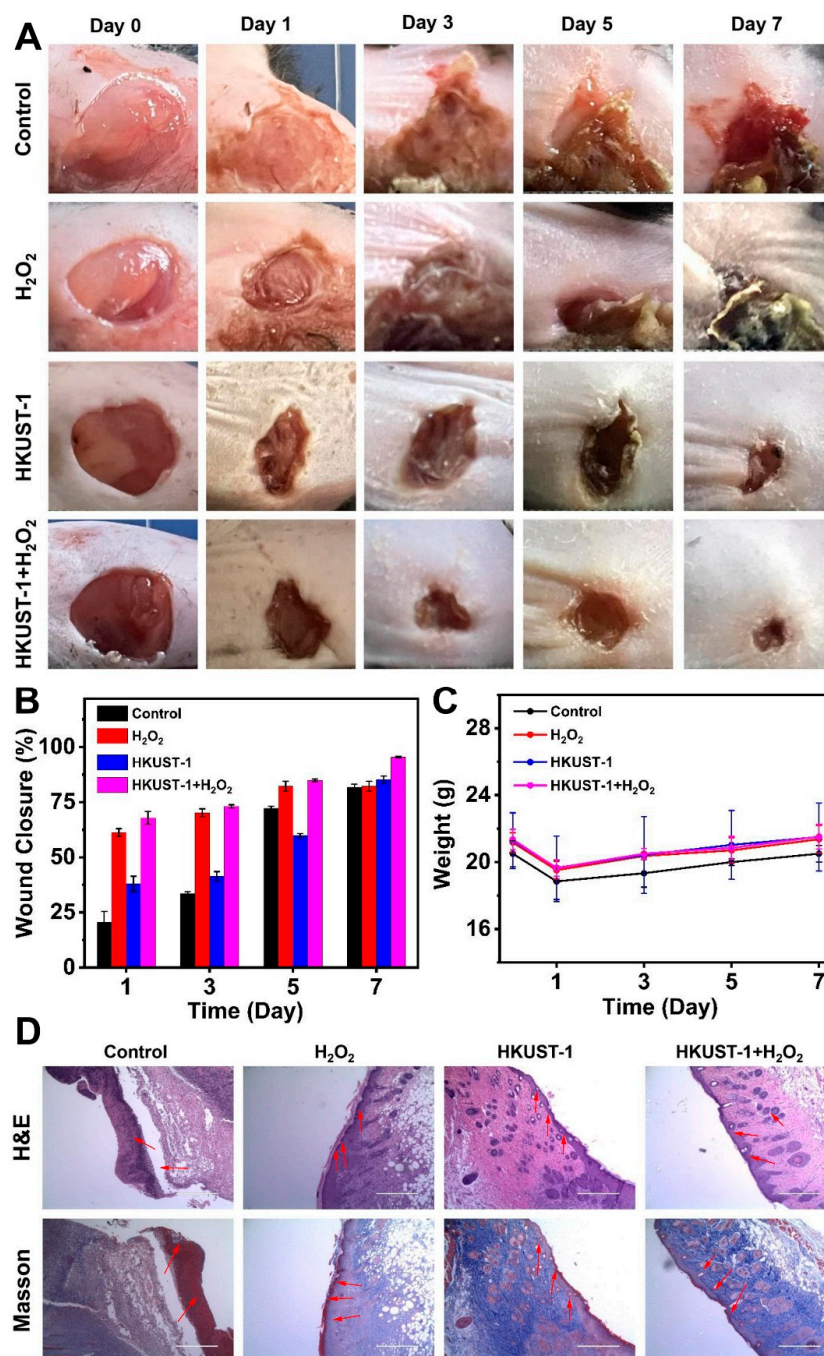 A
Day 0 Day 1 Day 3 Day 5 Day 7
Control
H₂O₂
HKUST-1
HKUST-1+H₂O₂
B
Wound Closure (%)
100
75
50
25
0
Control
H₂O₂
HKUST-1
HKUST-1+H₂O₂
1 3 5 7
Time (Day)
C
Weight (g)
28
24
20
16
Control
H₂O₂
HKUST-1
HKUST-1+H₂O₂
1 3 5 7
Time (Day)
D
Control H₂O₂ HKUST-1 HKUST-1+H₂O₂
H&E
Masson